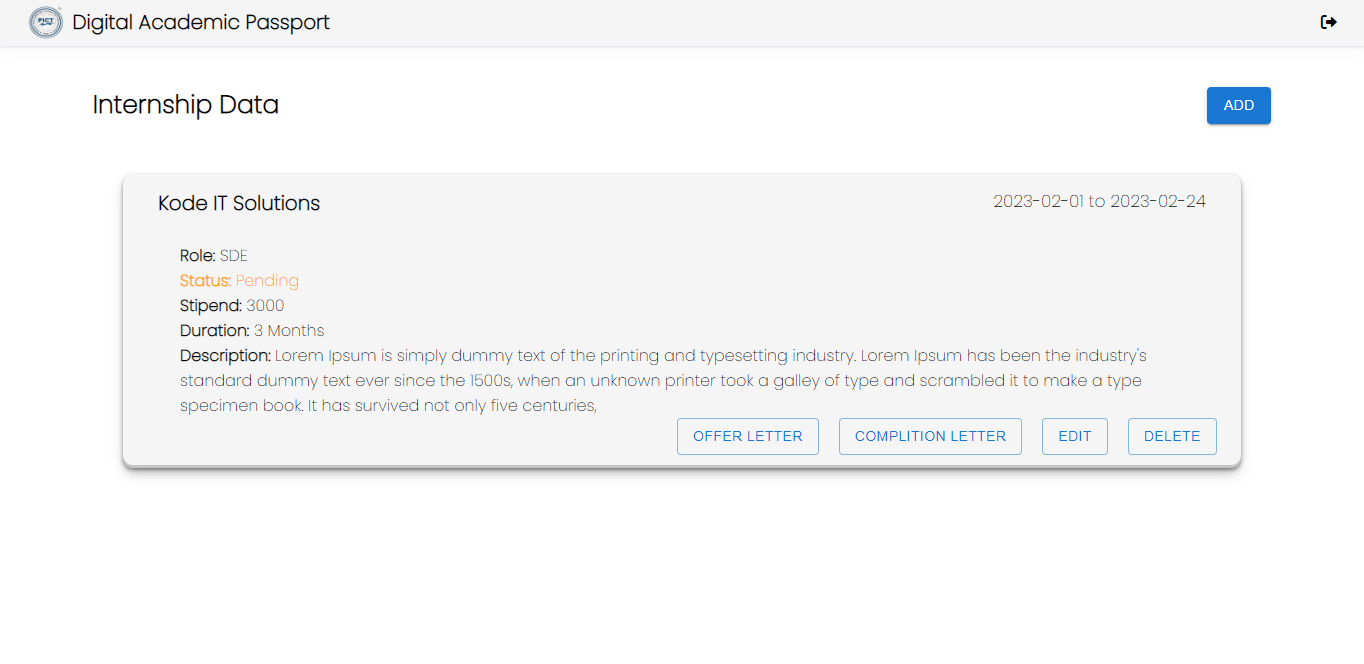 PICT
Digital Academic Passport
Internship Data
ADD
Kode IT Solutions
2023-02-01 to 2023-02-24
Role: SDE
Status: Pending
Stipend: 3000
Duration: 3 Months
Description: Lorem Ipsum is simply dummy text of the printing and typesetting industry. Lorem Ipsum has been the industry's
standard dummy text ever since the 1500s, when an unknown printer took a galley of type and scrambled it to make a type
specimen book. It has survived not only five centuries,
OFFER LETTER
COMPLITION LETTER
EDIT
DELETE